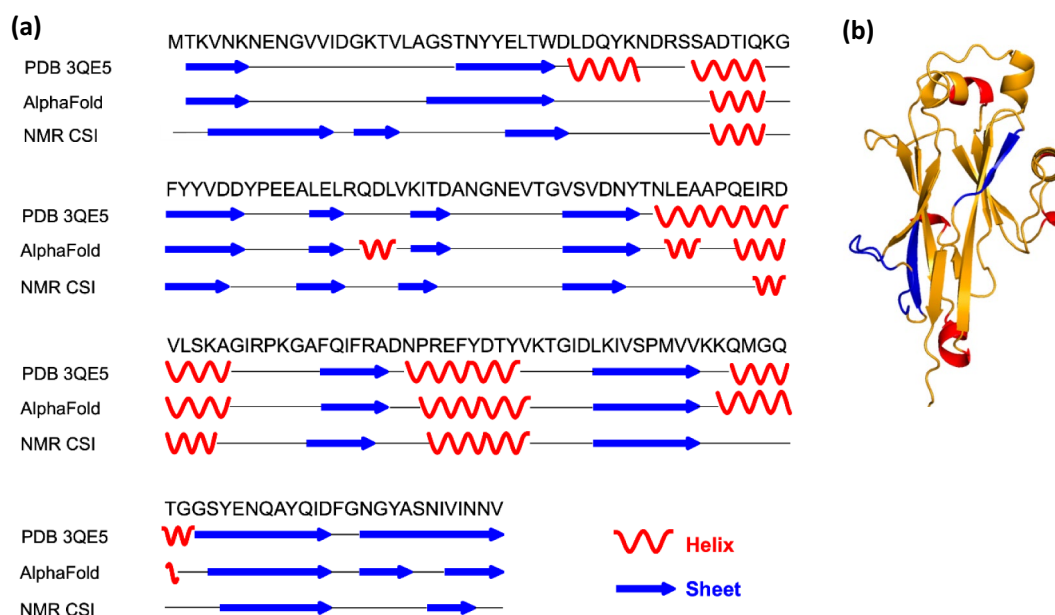 (a)
(b)
MTKVNKNENGVVIDGKTVLAGSTNYYELTWDLDQYKNDRSSADTIQKG
PDB 3QE5
AlphaFold
NMR CSI
FYYVDDYPEEALELRQDLVKITDANGNEVTGVSVDNYTNLEAAPQEIRD
PDB 3QE5
AlphaFold
NMR CSI
VLSKAGIRPKGAFQIFRADNPREFYDTYVKTGIDLKIVSPMVVKKQMGQ
PDB 3QE5
AlphaFold
NMR CSI
TGGSYENQAYQIDFGNGYASNIVINNV
PDB 3QE5
Helix
AlphaFold
Sheet
NMR CSI